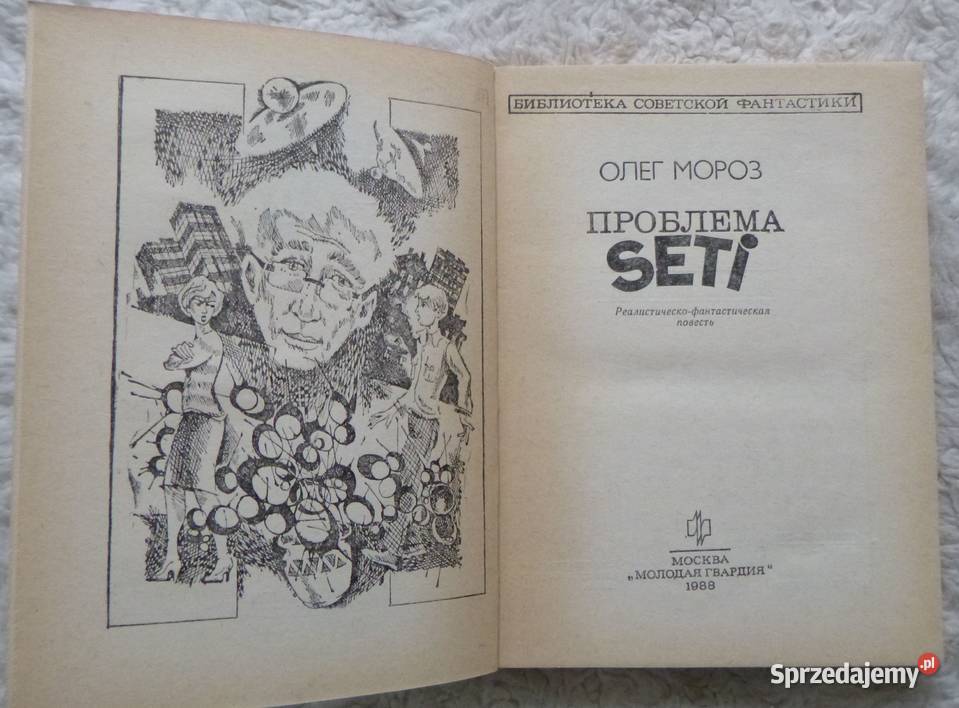 БИБЛИОТЕКА СОВЕТСКОЙ ФАНТАСТИКИ
ОЛЕГ МОРОЗ
ПРОБЛЕМА
SETi
Реалистическо-фантастическая
повесть
МОСКВА
„МОЛОДАЯ ГВАРДИЯ"
1988
Sprzedajemy.pl